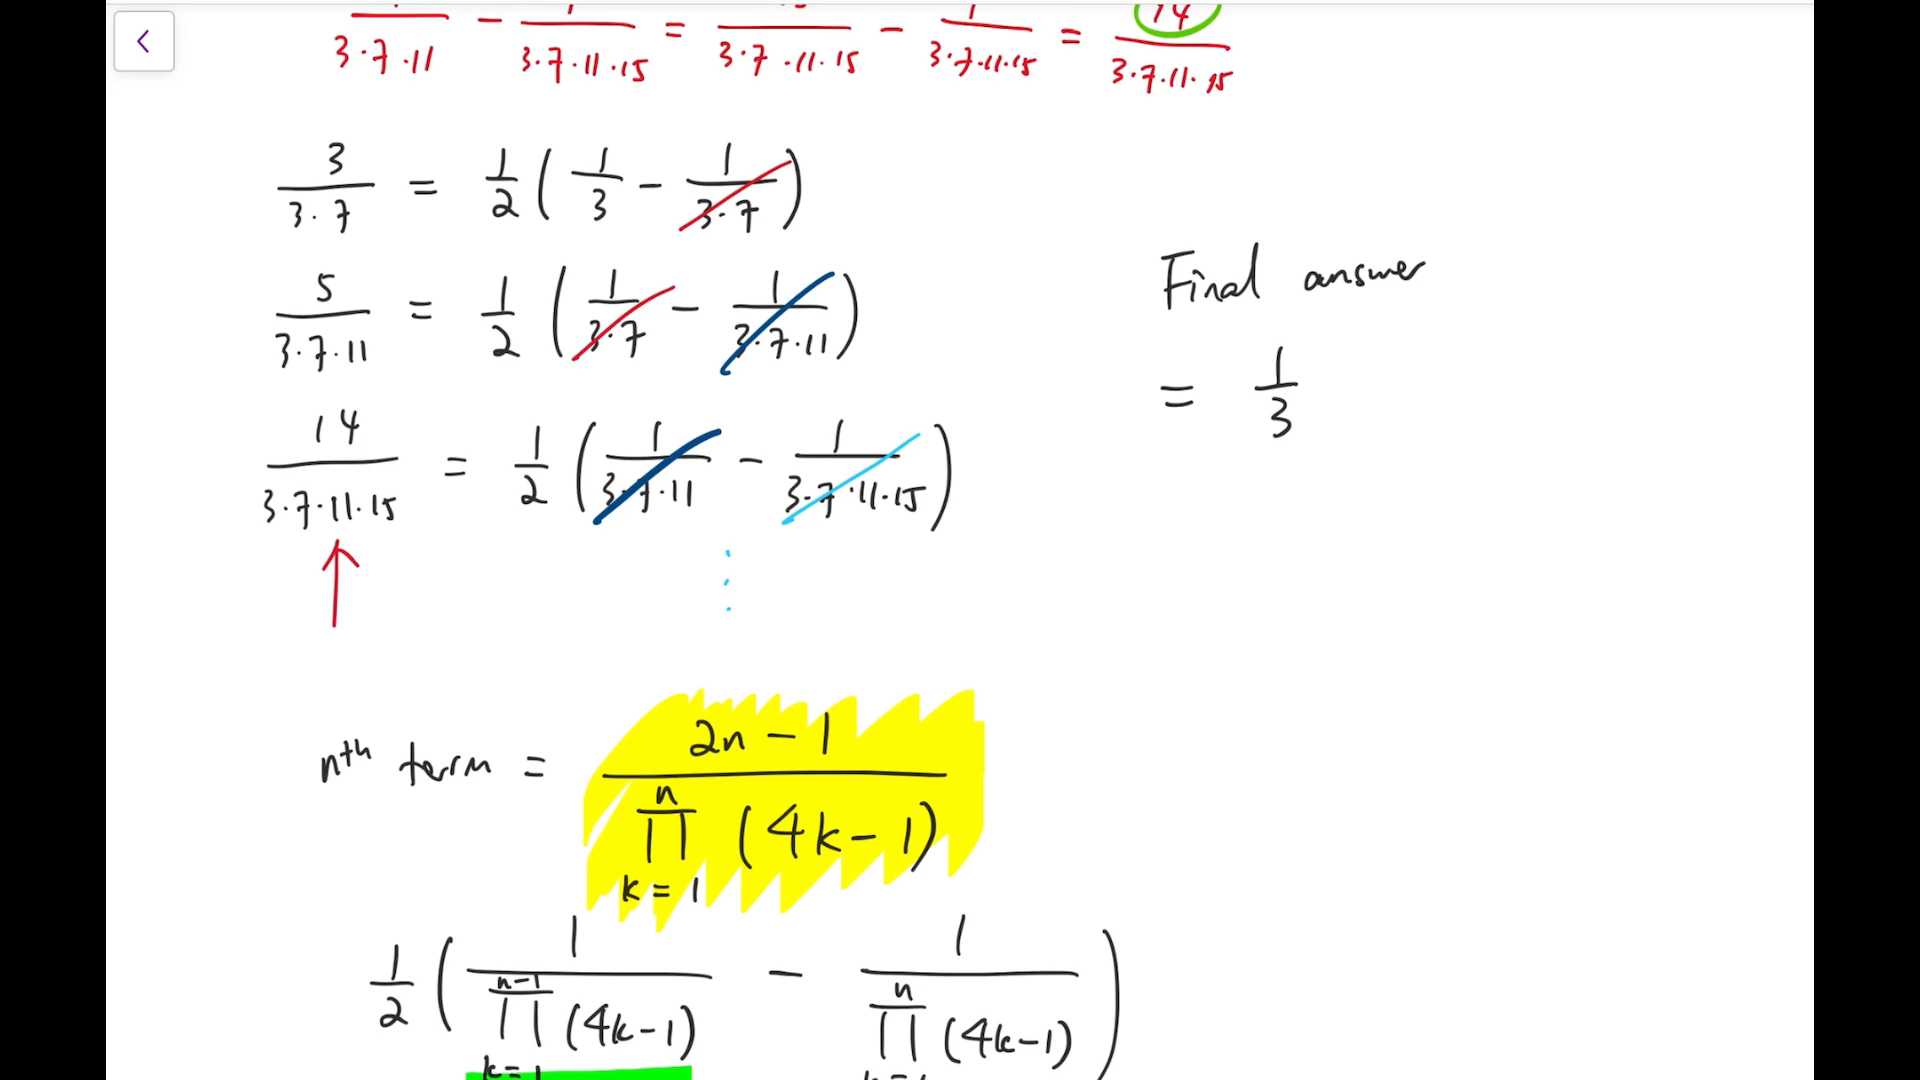 3·7·11 − 3·7·11·15 = 3·7·11·15 − 3·7·11·15 = 14/(3·7·11·15)
3/(3·7) = 1/2 (1/3 − 1/(3·7))
5/(3·7·11) = 1/2 (1/(3·7) − 1/(3·7·11))
Final answer
= 1/3
14/(3·7·11·15) = 1/2 (1/(3·7·11) − 1/(3·7·11·15))
⋮
nth term = (2n − 1)/(∏_{k=1}^{n} (4k−1))
1/2 (1/(∏_{k=1}^{n−1} (4k−1)) − 1/(∏^{n} (4k−1)))